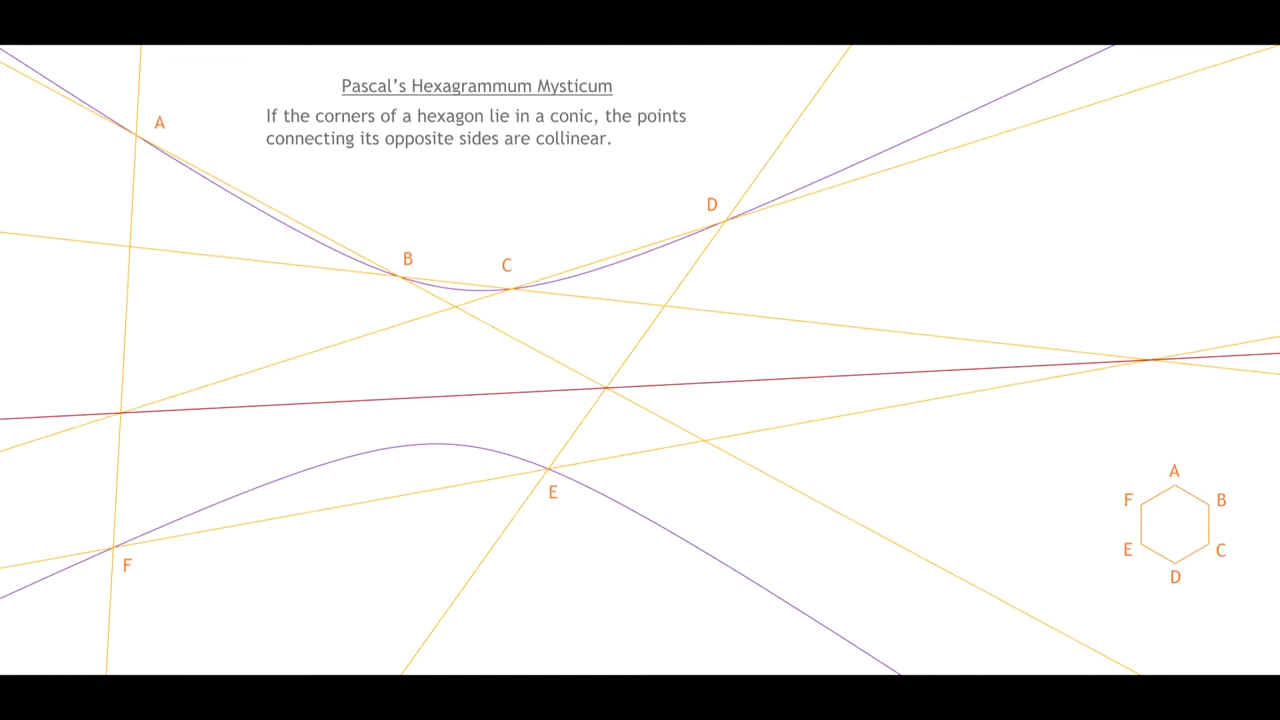 Pascal's Hexagrammum Mysticum
If the corners of a hexagon lie in a conic, the points
connecting its opposite sides are collinear.
A
B
C
D
E
F
A
F B
E C
D